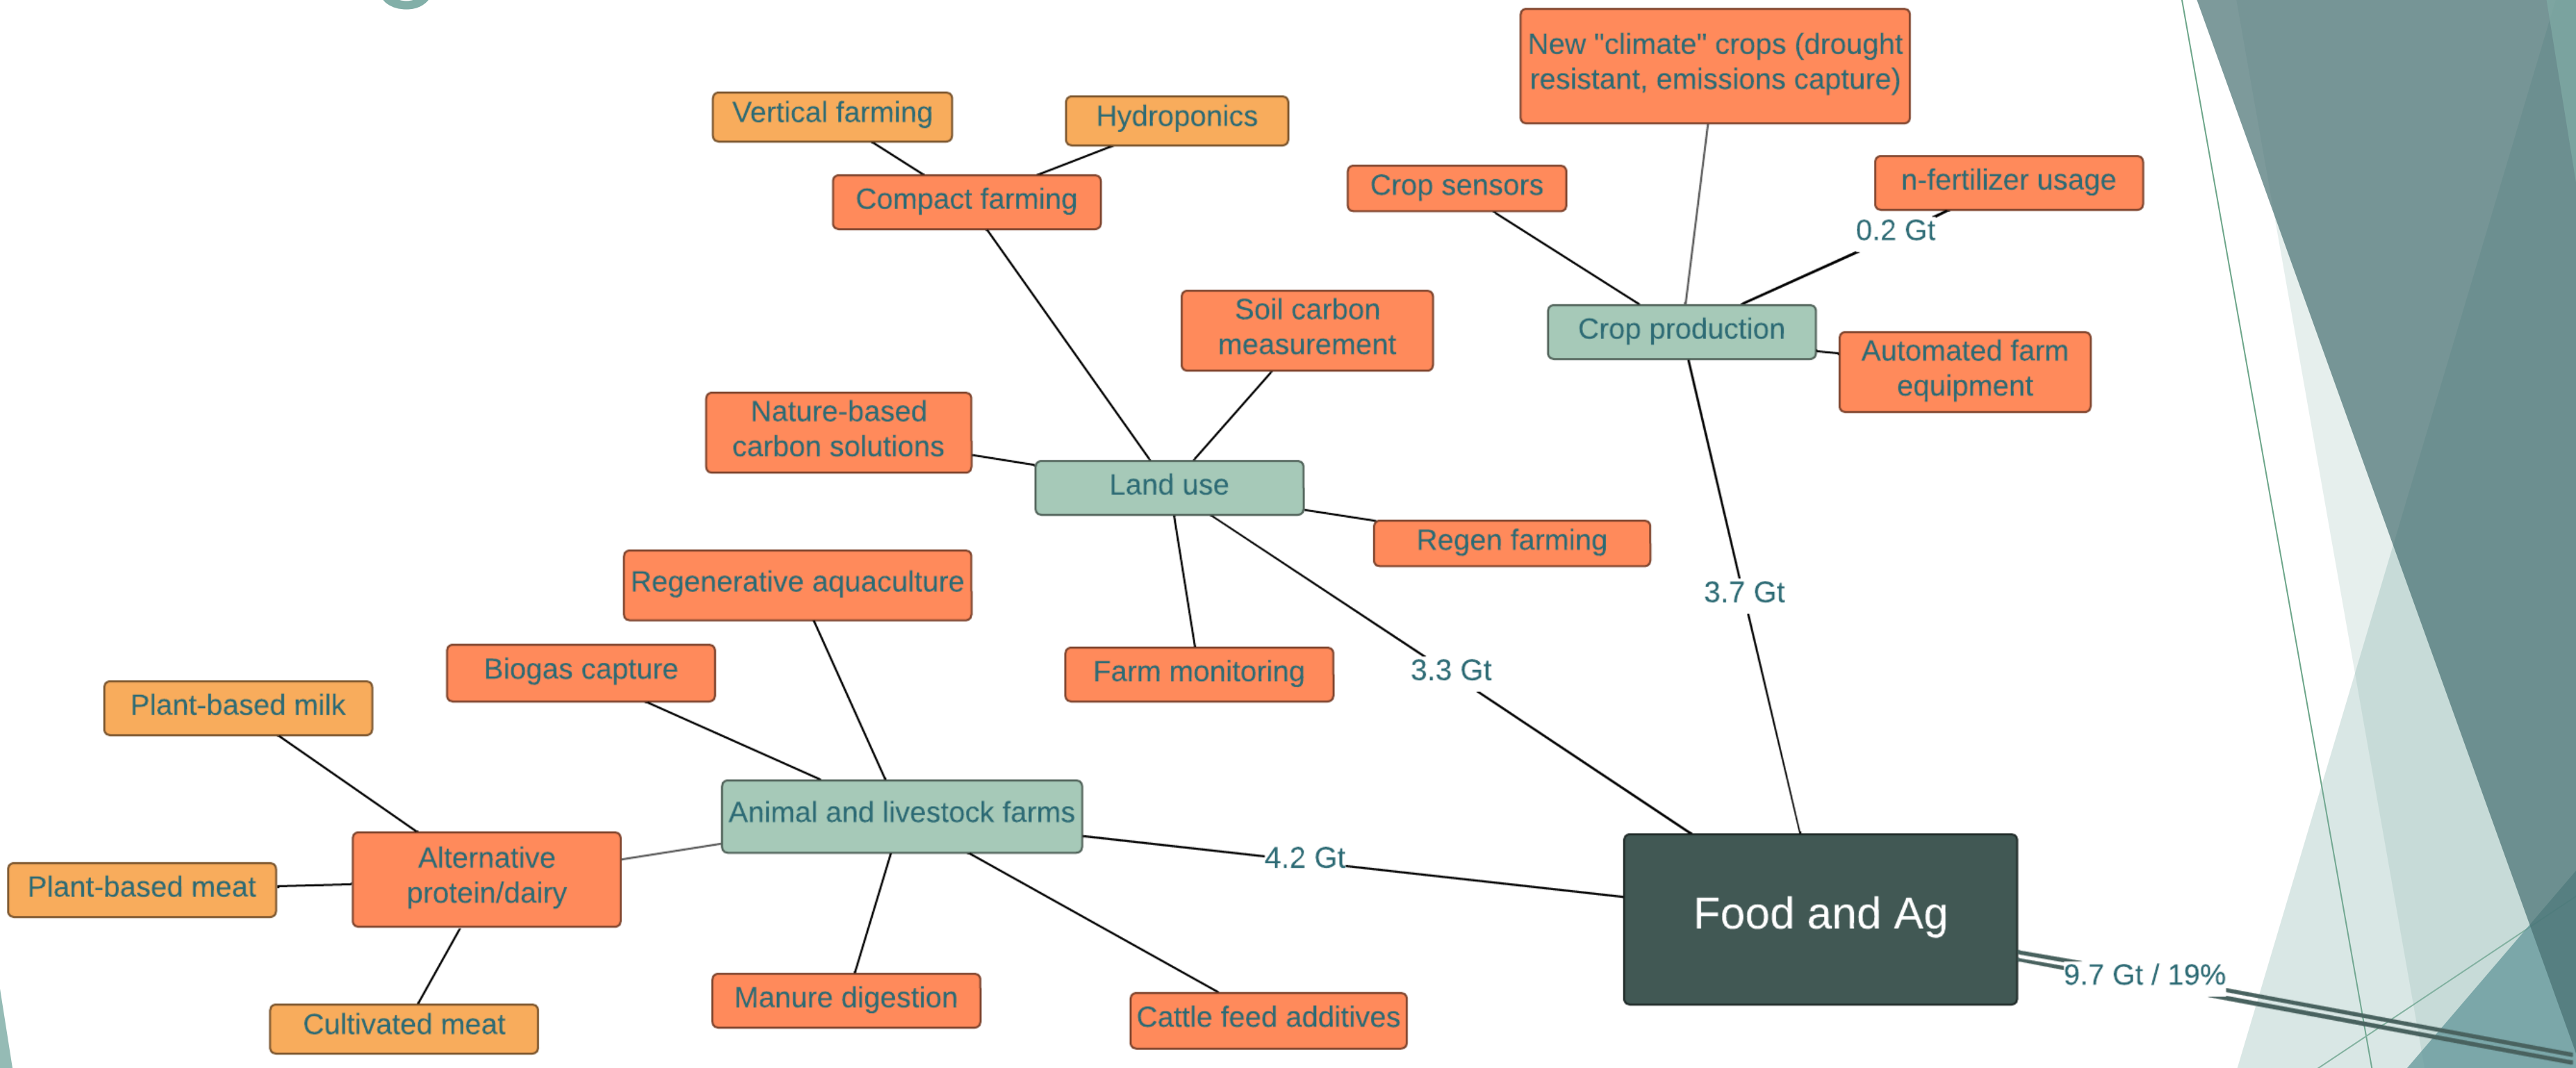 New "climate" crops (drought
resistant, emissions capture)
Vertical farming
Hydroponics
Crop sensors
n-fertilizer usage
Compact farming
0.2 Gt
Soil carbon
measurement
Crop production
Automated farm
equipment
Nature-based
carbon solutions
Land use
Regen farming
Regenerative aquaculture
3.7 Gt
Biogas capture
Farm monitoring
3.3 Gt
Plant-based milk
Animal and livestock farms
Alternative
protein/dairy
4.2 Gt
Plant-based meat
Food and Ag
9.7 Gt / 19%
Manure digestion
Cattle feed additives
Cultivated meat